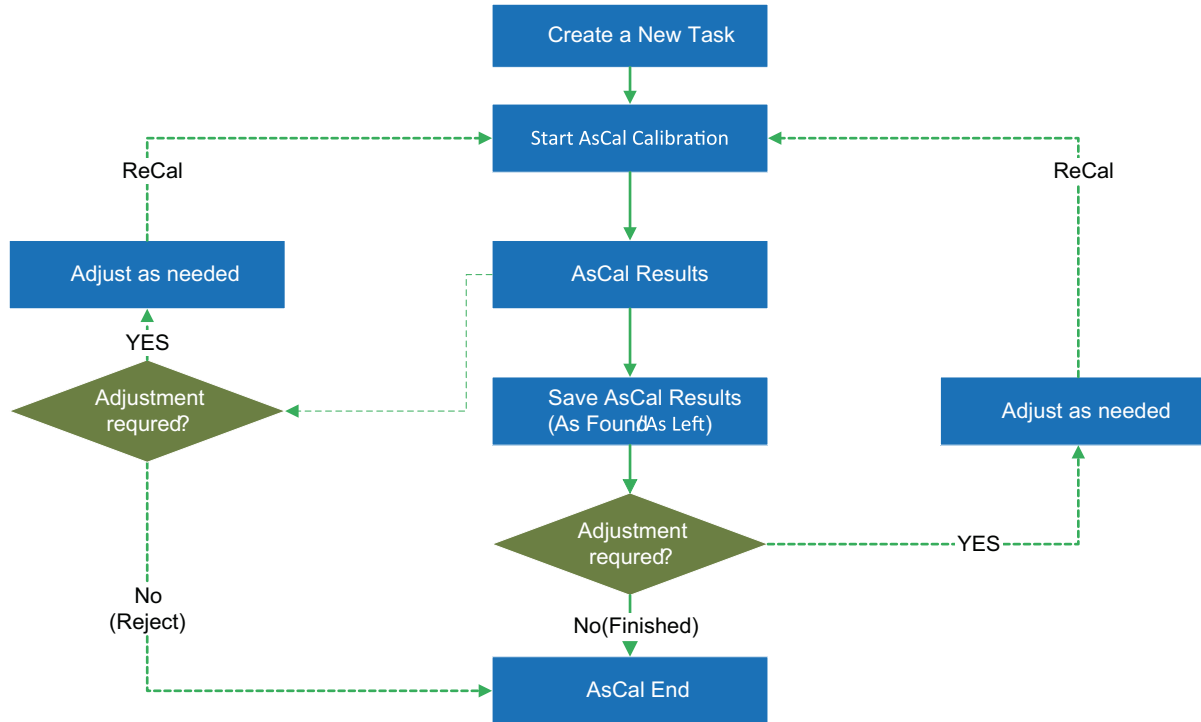 Create a New Task
Start AsCal Calibration
ReCal
ReCal
Adjust as needed
AsCal Results
YES
Adjustment
requred?
Save AsCal Results
(As Found/As Left)
Adjust as needed
Adjustment
requred?
YES
No
(Reject)
No(Finished)
AsCal End